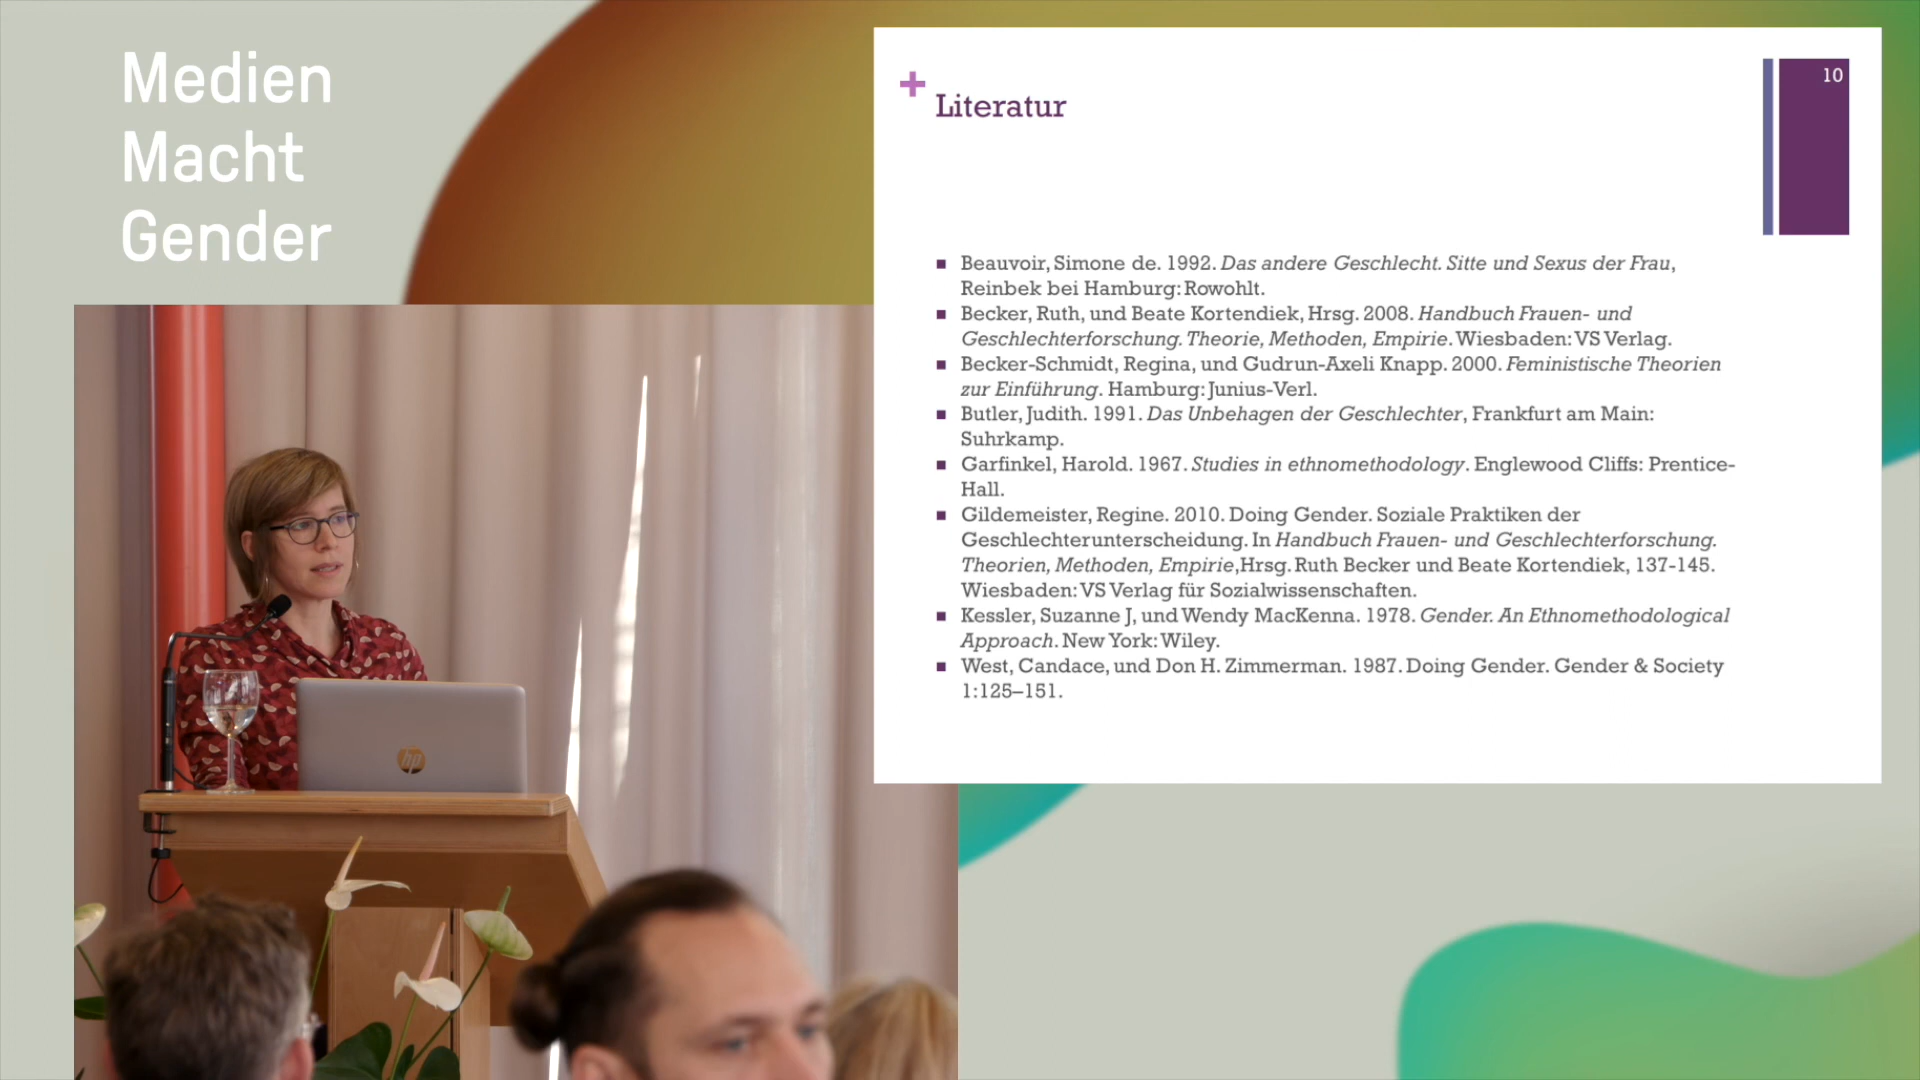 Medien
Macht
Gender
10
Literatur
Beauvoir, Simone de. 1992. Das andere Geschlecht. Sitte und Sexus der Frau,
Reinbek bei Hamburg: Rowohlt.
Becker, Ruth, und Beate Kortendiek, Hrsg. 2008. Handbuch Frauen- und
Geschlechterforschung. Theorie, Methoden, Empirie. Wiesbaden: VS Verlag.
Becker-Schmidt, Regina, und Gudrun-Axeli Knapp. 2000. Feministische Theorien
zur Einführung. Hamburg: Junius-Verl.
Butler, Judith. 1991. Das Unbehagen der Geschlechter, Frankfurt am Main:
Suhrkamp.
Garfinkel, Harold. 1967. Studies in ethnomethodology. Englewood Cliffs: Prentice-
Hall.
Gildemeister, Regine. 2010. Doing Gender. Soziale Praktiken der
Geschlechterunterscheidung. In Handbuch Frauen- und Geschlechterforschung.
Theorien, Methoden, Empirie,Hrsg. Ruth Becker und Beate Kortendiek, 137-145.
Wiesbaden: VS Verlag für Sozialwissenschaften.
Kessler, Suzanne J, und Wendy MacKenna. 1978. Gender. An Ethnomethodological
Approach. New York: Wiley.
West, Candace, und Don H. Zimmerman. 1987. Doing Gender. Gender & Society
1:125–151.
hp